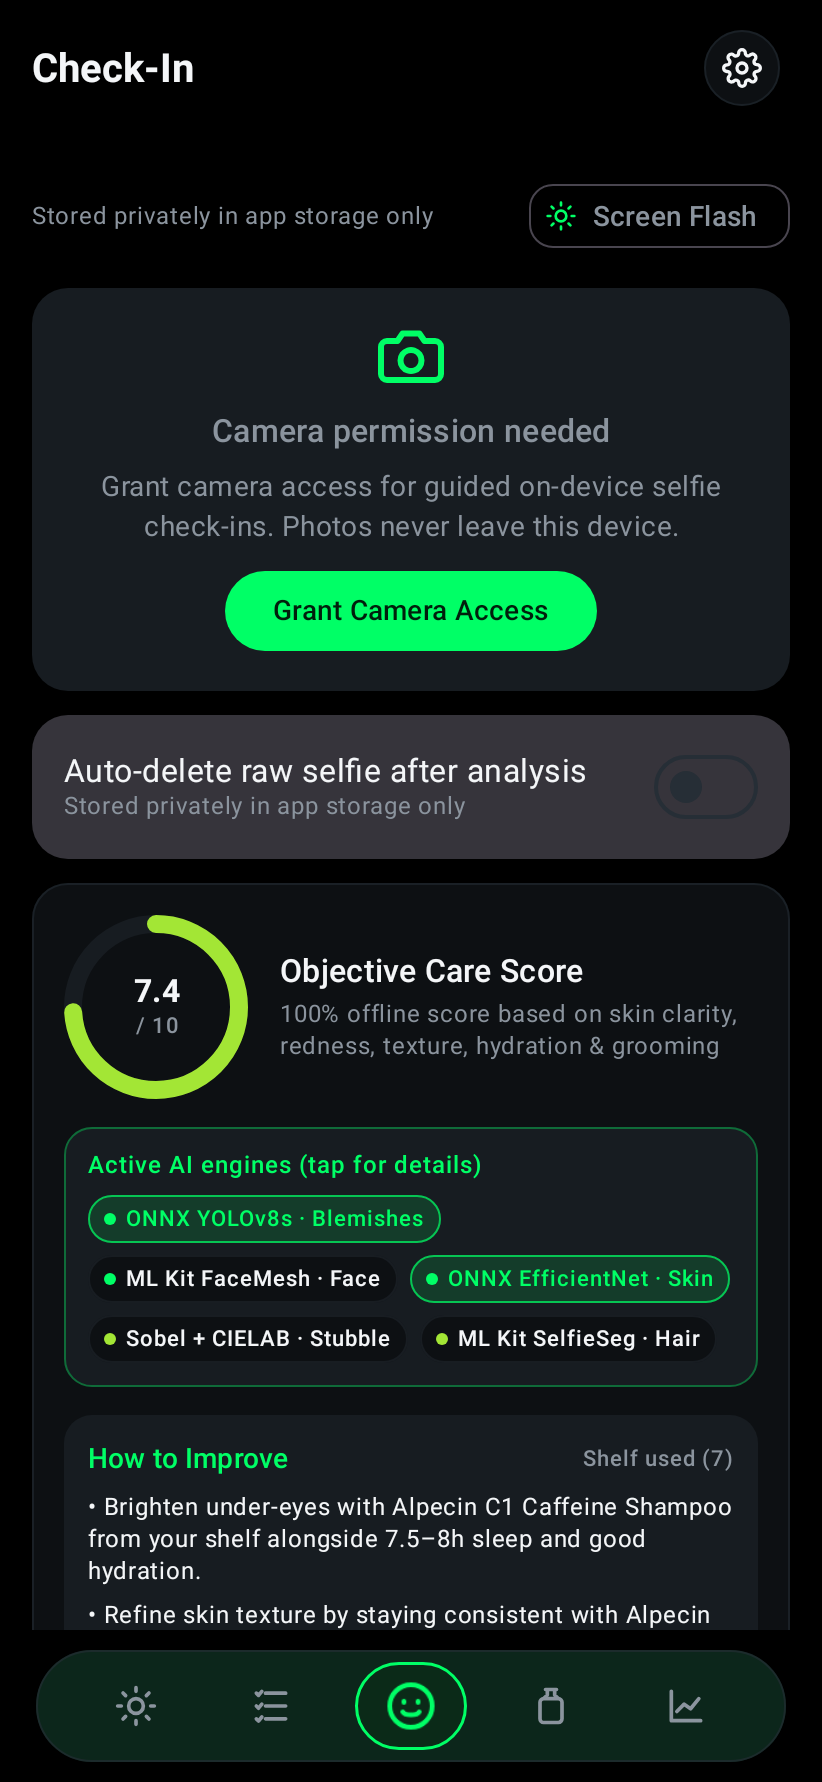 Check-In
Stored privately in app storage only
Screen Flash
Camera permission needed
Grant camera access for guided on-device selfie
check-ins. Photos never leave this device.
Grant Camera Access
Auto-delete raw selfie after analysis
Stored privately in app storage only
7.4
/ 10
Objective Care Score
100% offline score based on skin clarity,
redness, texture, hydration & grooming
Active AI engines (tap for details)
ONNX YOLOv8s · Blemishes
ML Kit FaceMesh · Face
ONNX EfficientNet · Skin
Sobel + CIELAB · Stubble
ML Kit SelfieSeg · Hair
How to Improve
Shelf used (7)
• Brighten under-eyes with Alpecin C1 Caffeine Shampoo
from your shelf alongside 7.5–8h sleep and good
hydration.
• Refine skin texture by staying consistent with Alpecin